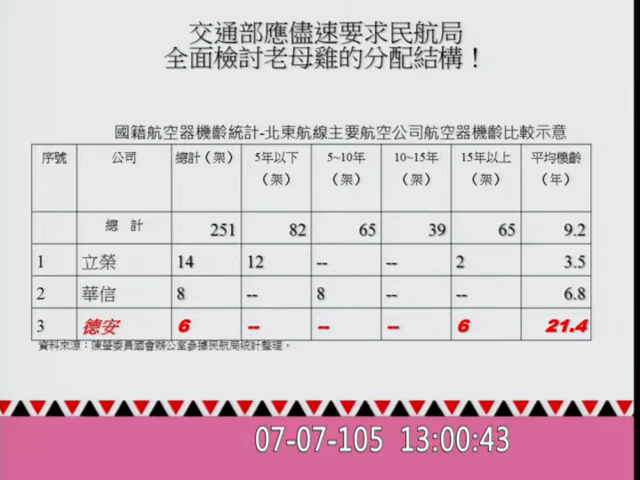 交通部應儘速要求民航局
全面檢討老母雞的分配結構！
國籍航空器機齡統計-北東航線主要航空公司航空器機齡比較示意
序號 公司 總計（架） 5年以下（架） 5~10年（架） 10~15年（架） 15年以上（架） 平均機齡（年）
總 計 251 82 65 39 65 9.2
1 立榮 14 12 -- -- 2 3.5
2 華信 8 -- 8 -- -- 6.8
3 德安 6 -- -- -- 6 21.4
資料來源：陳瑩委員國會辦公室參據民航局統計整理。
07-07-105 13:00:43